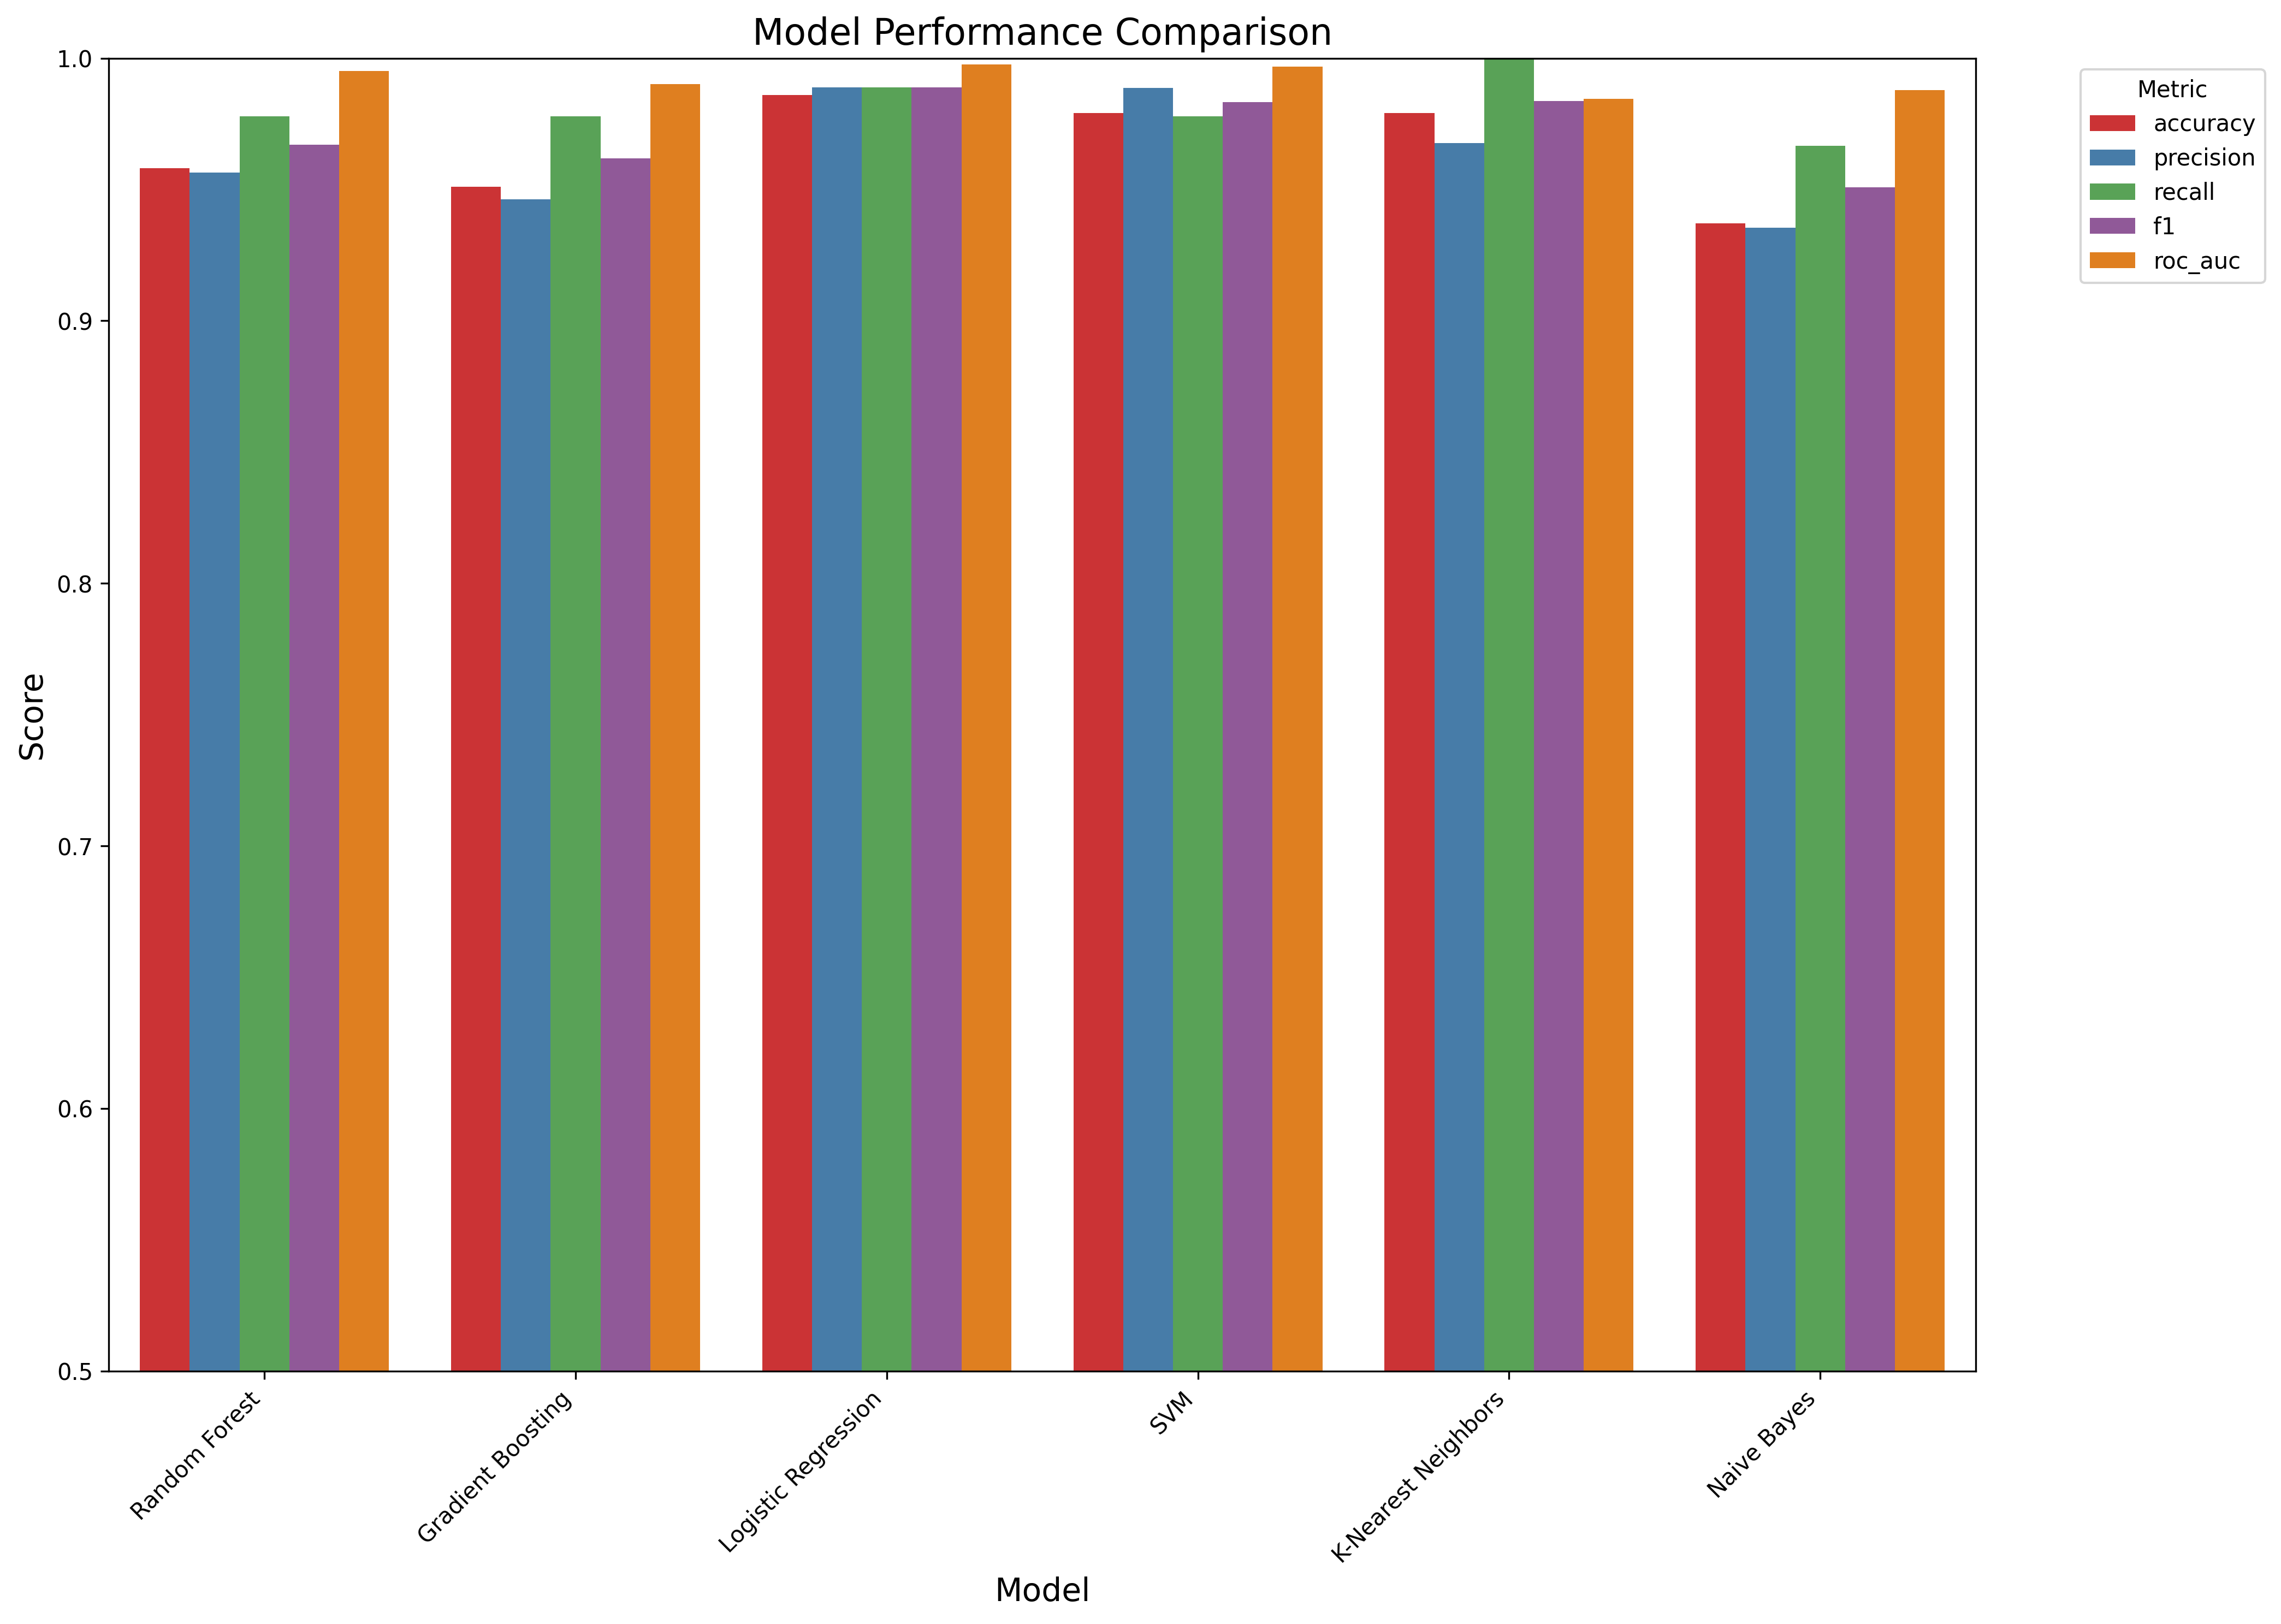 Model Performance Comparison
Metric
accuracy
precision
recall
f1
roc_auc
Score
1.0
0.9
0.8
0.7
0.6
0.5
Random Forest
Gradient Boosting
Logistic Regression
SVM
K-Nearest Neighbors
Naive Bayes
Model